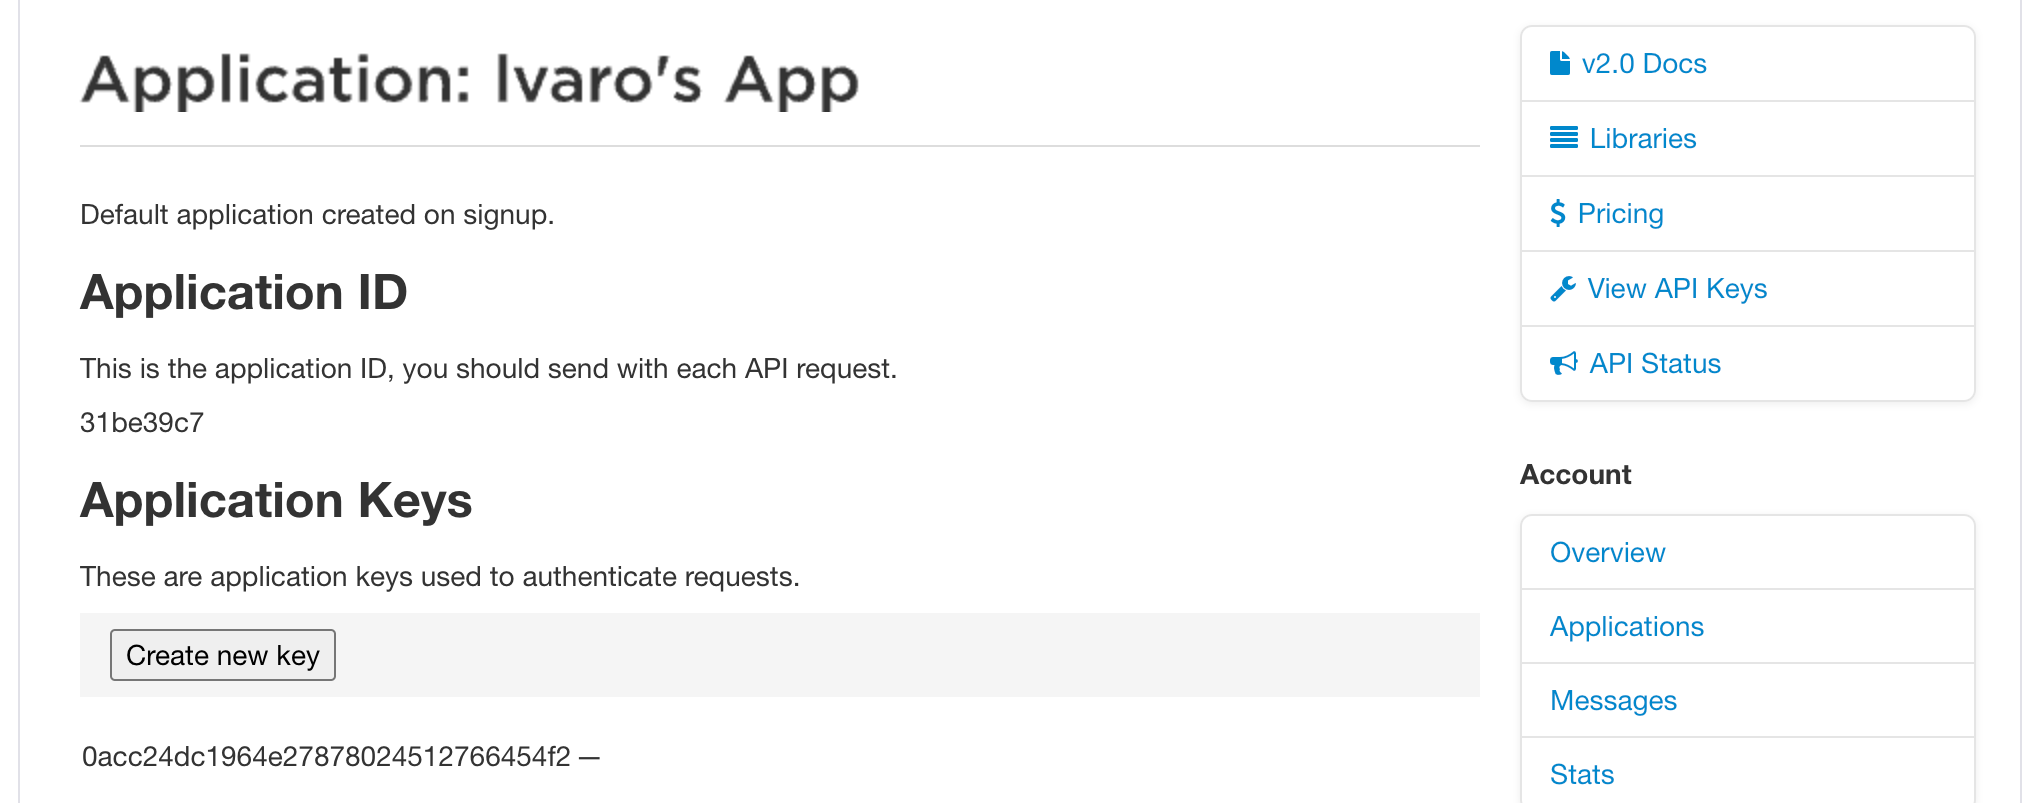 Application: Ivaro's App
Default application created on signup.
Application ID
This is the application ID, you should send with each API request.
31be39c7
Application Keys
These are application keys used to authenticate requests.
Create new key
0acc24dc1964e27878024512766454f2 —
v2.0 Docs
Libraries
Pricing
View API Keys
API Status
Account
Overview
Applications
Messages
Stats